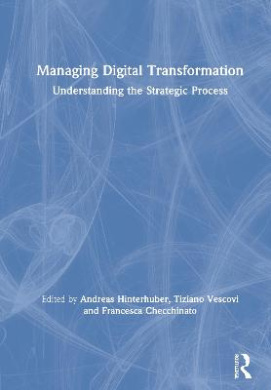 Managing Digital Transformation
Understanding the Strategic Process
Edited by Andreas Hinterhuber, Tiziano Vescovi
and Francesca Checchinato